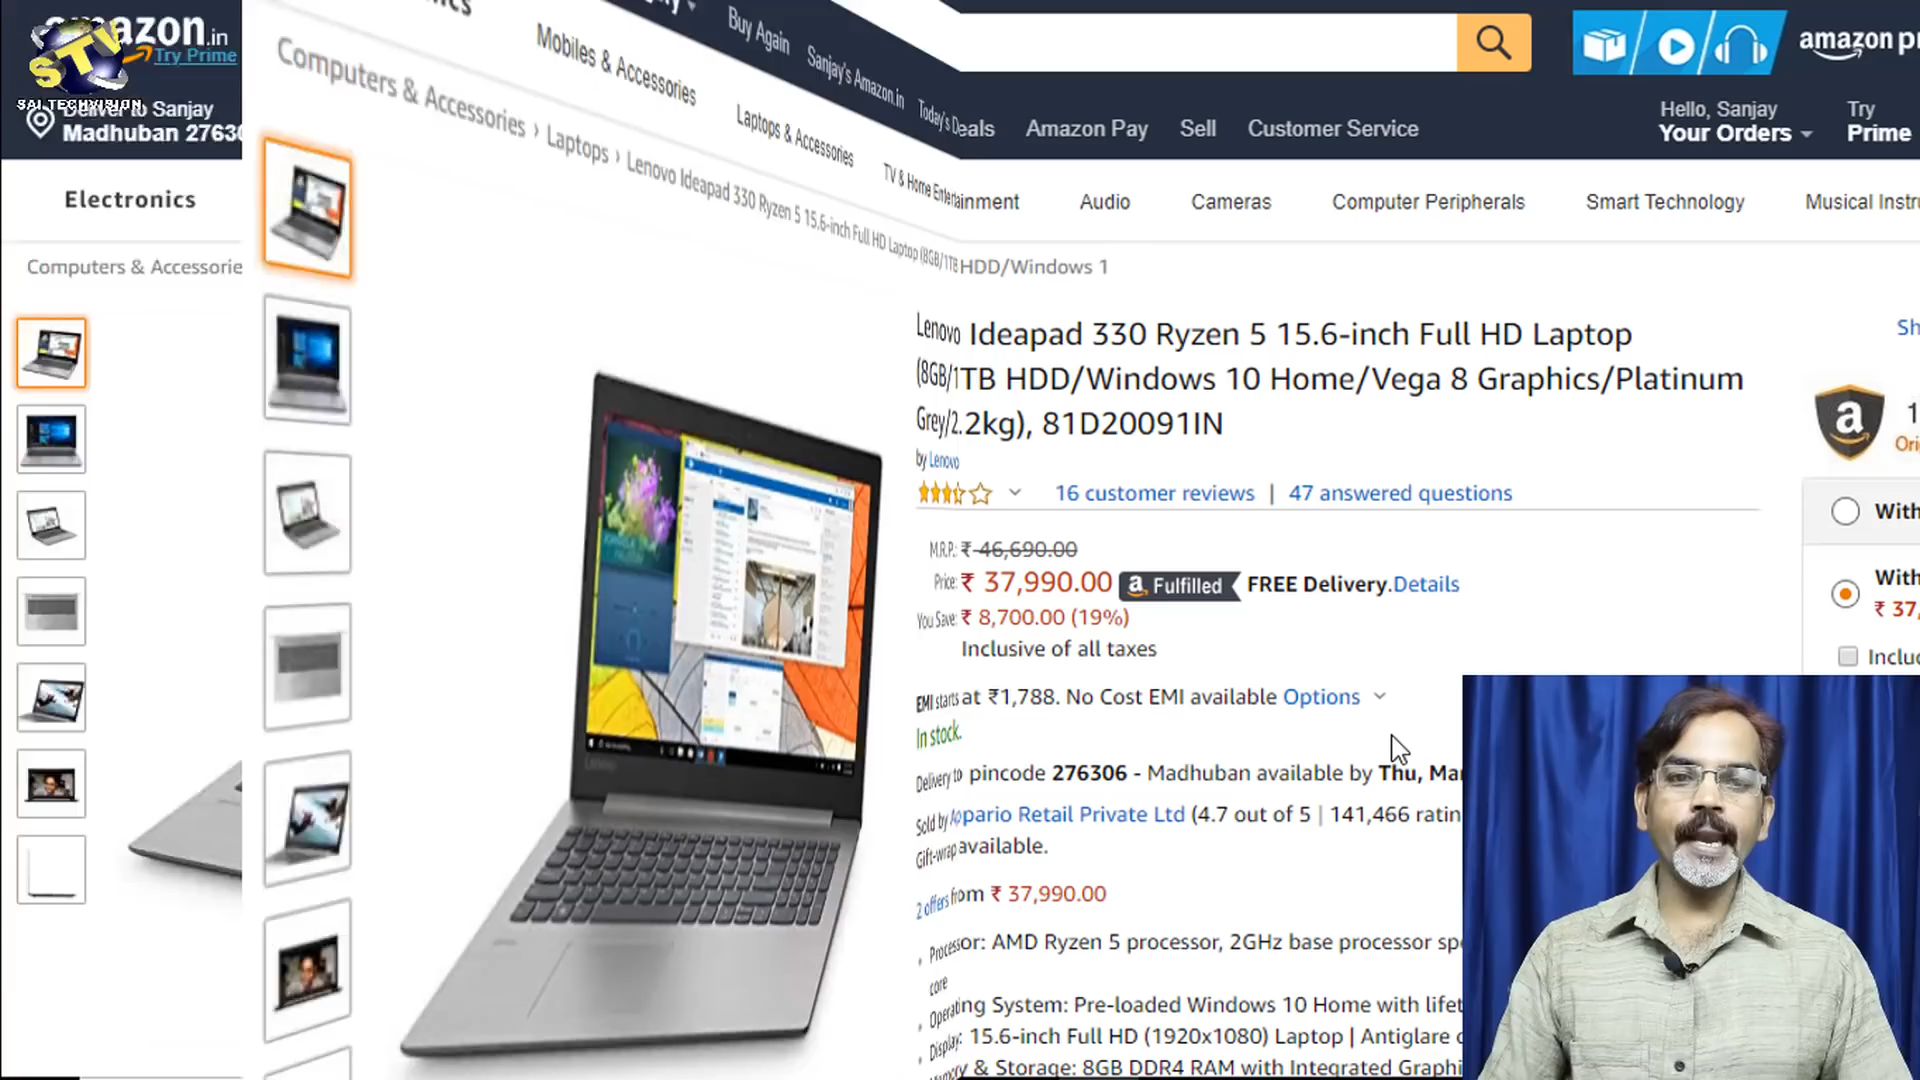 amazon.in
Try Prime
STV
SAI TECHVISION
Deliver to Sanjay
Madhuban 27630
Buy Again
Sanjay's Amazon.in
Today's Deals
Amazon Pay
Sell
Customer Service
amazon pr
Hello, Sanjay
Your Orders
Try
Prime
Electronics
Mobiles & Accessories
Laptops & Accessories
TV & Home Entertainment
Audio
Cameras
Computer Peripherals
Smart Technology
Musical Instru
Computers & Accessorie
Computers & Accessories › Laptops › Lenovo Ideapad 330 Ryzen 5 15.6-inch Full HD Laptop (8GB/1TB HDD/Windows 1
Lenovo Ideapad 330 Ryzen 5 15.6-inch Full HD Laptop
(8GB/1TB HDD/Windows 10 Home/Vega 8 Graphics/Platinum
Grey/2.2kg), 81D20091IN
by Lenovo
16 customer reviews | 47 answered questions
M.R.P.: ₹ 46,690.00
Price: ₹ 37,990.00 a Fulfilled FREE Delivery.Details
You Save: ₹ 8,700.00 (19%)
Inclusive of all taxes
EMI starts at ₹1,788. No Cost EMI available Options
In stock.
Delivery to pincode 276306 - Madhuban available by Thu, Mar
Sold by Appario Retail Private Ltd (4.7 out of 5 | 141,466 ratin
Gift-wrap available.
2 offers from ₹ 37,990.00
Processor: AMD Ryzen 5 processor, 2GHz base processor sp
core
Operating System: Pre-loaded Windows 10 Home with lifet
Display: 15.6-inch Full HD (1920x1080) Laptop | Antiglare
Memory & Storage: 8GB DDR4 RAM with Integrated Graphi
Sh
a
1
Ori
With
With
₹ 37,
Includ